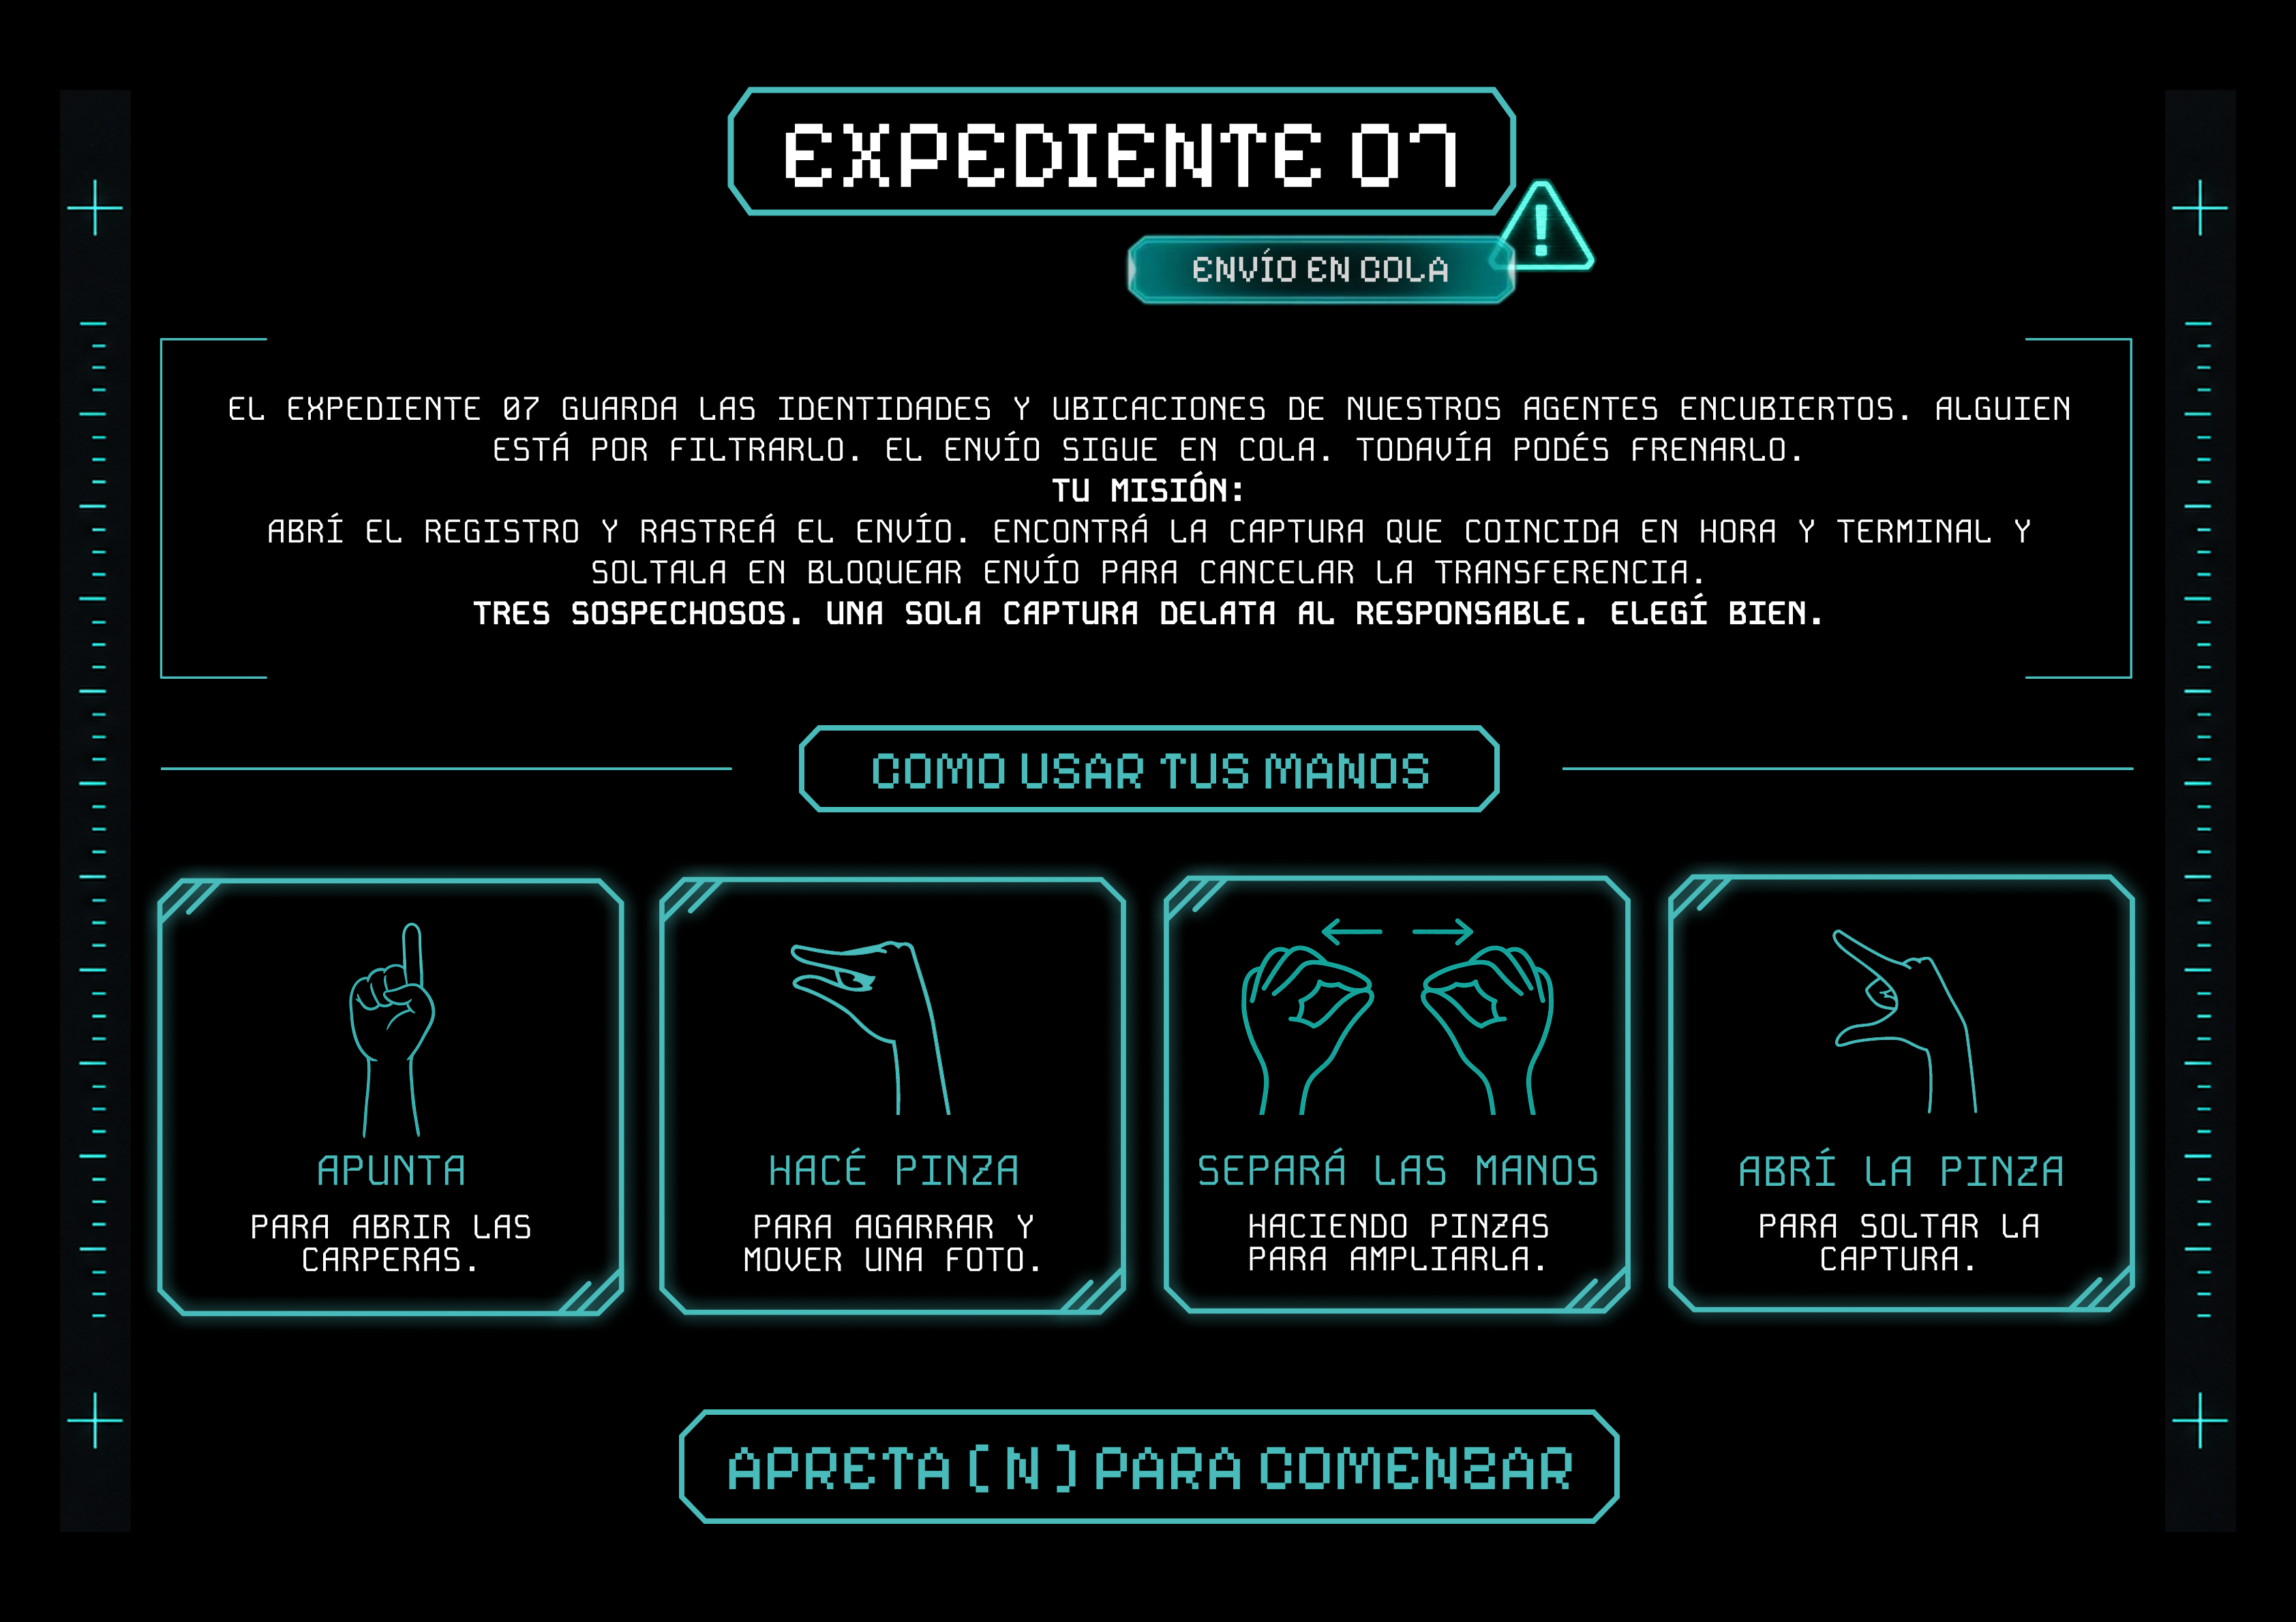 EXPEDIENTE 07
!
ENVÍO EN COLA
EL EXPEDIENTE 07 GUARDA LAS IDENTIDADES Y UBICACIONES DE NUESTROS AGENTES ENCUBIERTOS. ALGUIEN
ESTÁ POR FILTRARLO. EL ENVÍO SIGUE EN COLA. TODAVÍA PODÉS FRENARLO.
TU MISIÓN:
ABRÍ EL REGISTRO Y RASTREÁ EL ENVÍO. ENCONTRÁ LA CAPTURA QUE COINCIDA EN HORA Y TERMINAL Y
SOLTALA EN BLOQUEAR ENVÍO PARA CANCELAR LA TRANSFERENCIA.
TRES SOSPECHOSOS. UNA SOLA CAPTURA DELATA AL RESPONSABLE. ELEGÍ BIEN.
COMO USAR TUS MANOS
APUNTA
PARA ABRIR LAS
CARPERAS.
HACÉ PINZA
PARA AGARRAR Y
MOVER UNA FOTO.
SEPARÁ LAS MANOS
HACIENDO PINZAS
PARA AMPLIARLA.
ABRÍ LA PINZA
PARA SOLTAR LA
CAPTURA.
APRETA [ N ] PARA COMENZAR